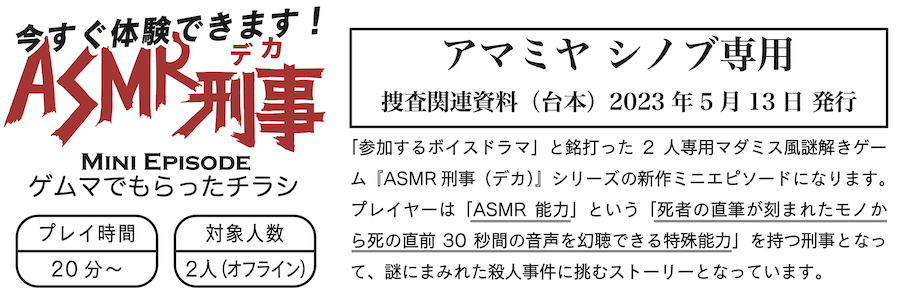 今すぐ体験できます！
ASMR刑事
デカ
MINI EPISODE
ゲムマでもらったチラシ
プレイ時間
20分～
対象人数
2人(オフライン)
アマミヤ シノブ専用
捜査関連資料（台本）2023年5月13日 発行
「参加するボイスドラマ」と銘打った 2 人専用マダミス風謎解きゲー
ム『ASMR刑事（デカ）』シリーズの新作ミニエピソードになります。
プレイヤーは「ASMR 能力」という「死者の直筆が刻まれたモノか
ら死の直前 30 秒間の音声を幻聴できる特殊能力」を持つ刑事となっ
て、謎にまみれた殺人事件に挑むストーリーとなっています。